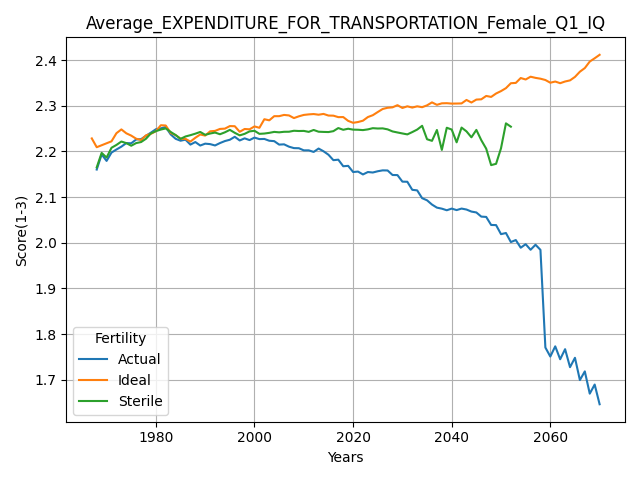 Average_EXPENDITURE_FOR_TRANSPORTATION_Female_Q1_IQ
2.4
2.3
2.2
2.1
2.0
1.9
1.8
1.7
Score(1-3)
Fertility
Actual
Ideal
Sterile
1980
2000
2020
2040
2060
Years